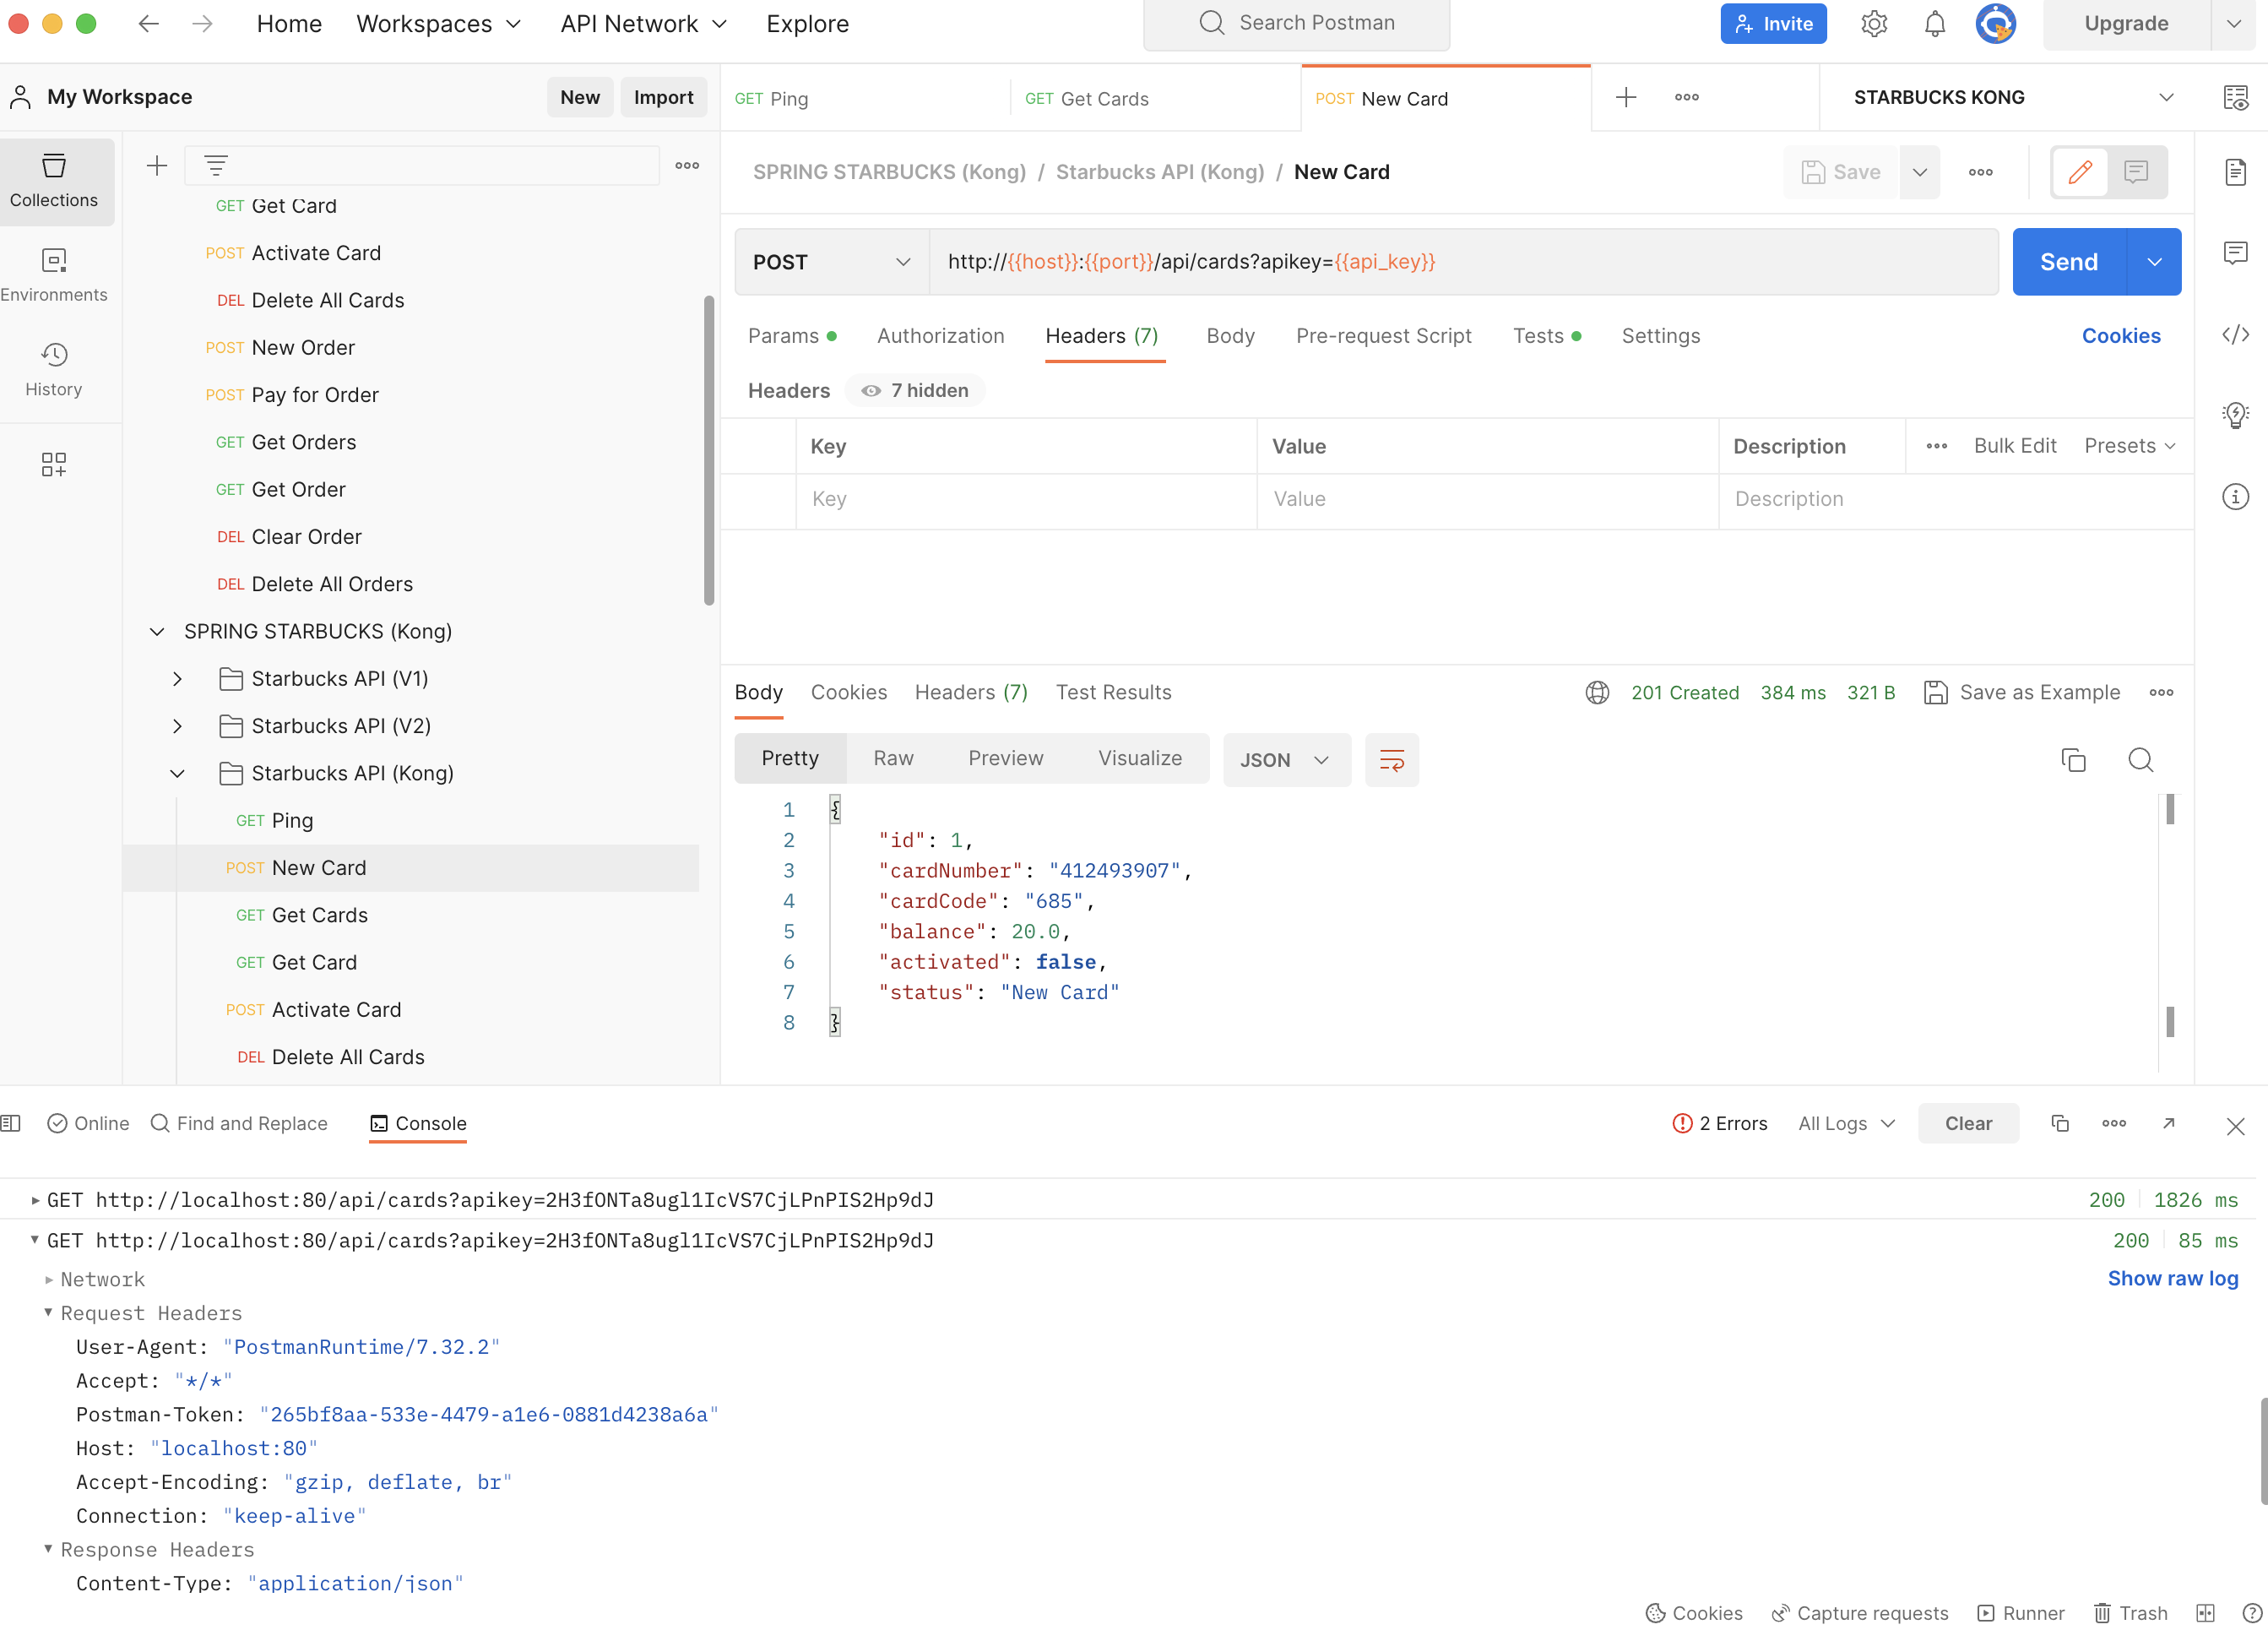 Home Workspaces API Network Explore Search Postman Invite Upgrade
My Workspace New Import GET Ping GET Get Cards POST New Card STARBUCKS KONG
Collections
Environments
History
GET Get Card
POST Activate Card
DEL Delete All Cards
POST New Order
POST Pay for Order
GET Get Orders
GET Get Order
DEL Clear Order
DEL Delete All Orders
SPRING STARBUCKS (Kong)
Starbucks API (V1)
Starbucks API (V2)
Starbucks API (Kong)
GET Ping
POST New Card
GET Get Cards
GET Get Card
POST Activate Card
DEL Delete All Cards
SPRING STARBUCKS (Kong) / Starbucks API (Kong) / New Card Save
POST http://{{host}}:{{port}}/api/cards?apikey={{api_key}} Send
Params Authorization Headers (7) Body Pre-request Script Tests Settings Cookies
Headers 7 hidden
Key Value Description Bulk Edit Presets
Key Value Description
Body Cookies Headers (7) Test Results 201 Created 384 ms 321 B Save as Example
Pretty Raw Preview Visualize JSON
1 {
2 "id": 1,
3 "cardNumber": "412493907",
4 "cardCode": "685",
5 "balance": 20.0,
6 "activated": false,
7 "status": "New Card"
8 }
Online Find and Replace Console 2 Errors All Logs Clear
GET http://localhost:80/api/cards?apikey=2H3fONTa8ugl1IcVS7CjLPnPIS2Hp9dJ 200 1826 ms
GET http://localhost:80/api/cards?apikey=2H3fONTa8ugl1IcVS7CjLPnPIS2Hp9dJ 200 85 ms
Network Show raw log
Request Headers
User-Agent: "PostmanRuntime/7.32.2"
Accept: "*/*"
Postman-Token: "265bf8aa-533e-4479-a1e6-0881d4238a6a"
Host: "localhost:80"
Accept-Encoding: "gzip, deflate, br"
Connection: "keep-alive"
Response Headers
Content-Type: "application/json"
Cookies Capture requests Runner Trash